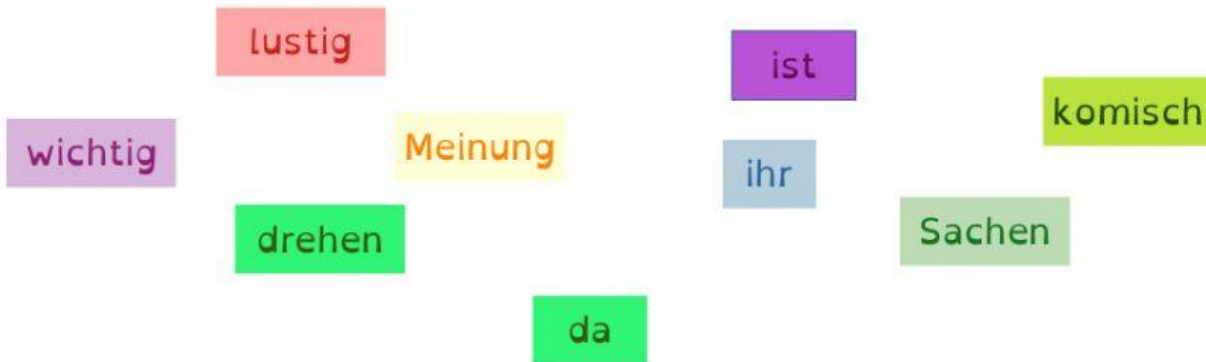 lustig
ist
komisch
wichtig
Meinung
ihr
drehen
Sachen
da